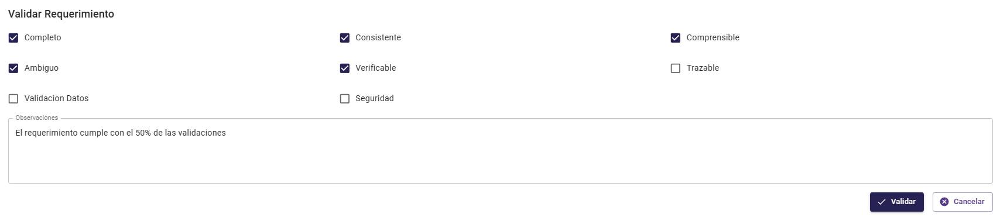 Validar Requerimiento
Completo
Consistente
Comprensible
Ambiguo
Verificable
Trazable
Validacion Datos
Seguridad
Observaciones
El requerimiento cumple con el 50% de las validaciones
Validar
Cancelar